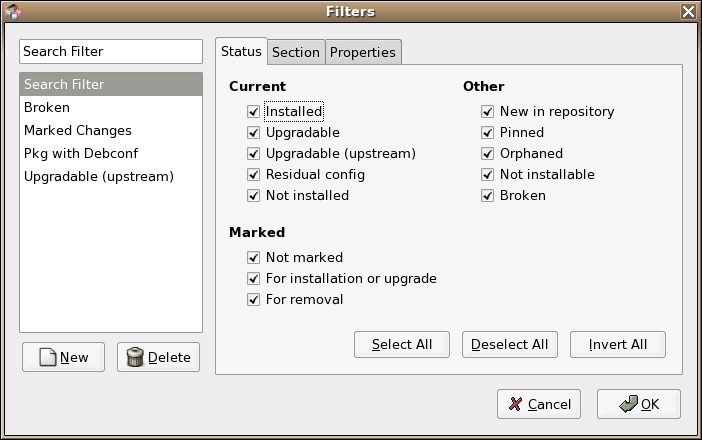 Filters
Search Filter
Search Filter
Broken
Marked Changes
Pkg with Debconf
Upgradable (upstream)
New
Delete
Status
Section
Properties
Current
Installed
Upgradable
Upgradable (upstream)
Residual config
Not installed
Other
New in repository
Pinned
Orphaned
Not installable
Broken
Marked
Not marked
For installation or upgrade
For removal
Select All
Deselect All
Invert All
Cancel
OK